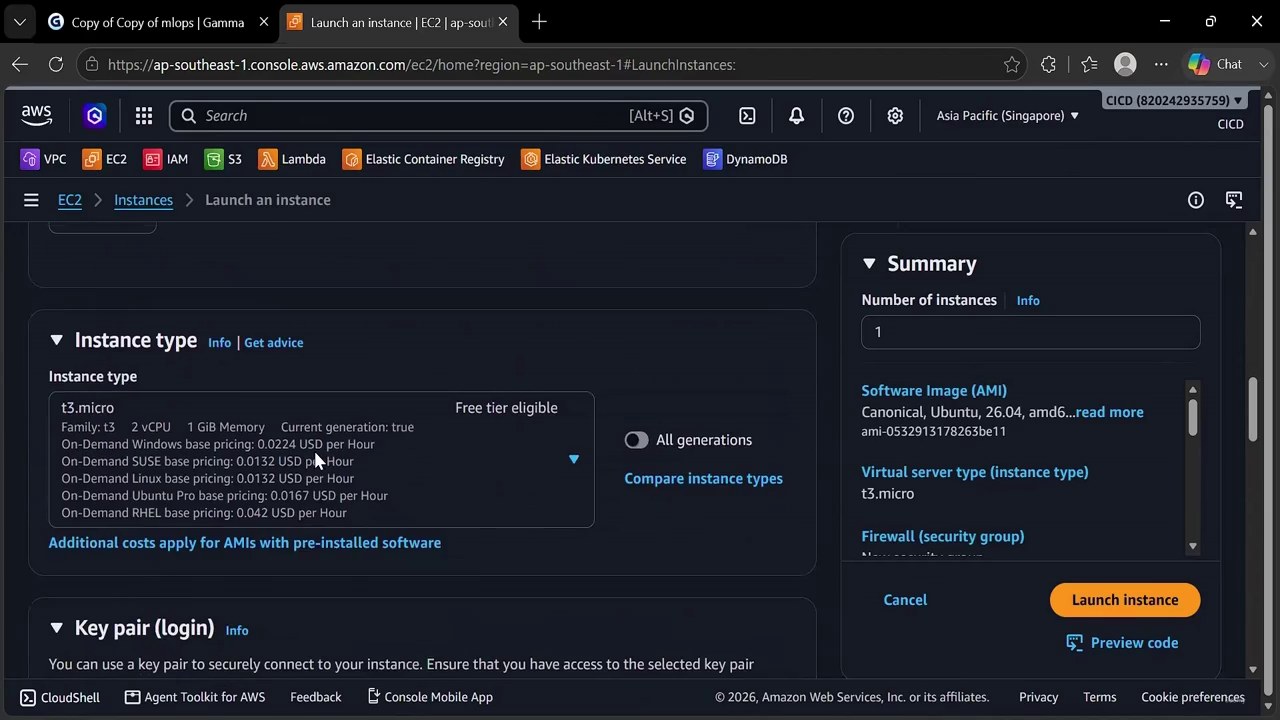 Copy of Copy of mlops | Gamma
Launch an instance | EC2 | ap-sout
https://ap-southeast-1.console.aws.amazon.com/ec2/home?region=ap-southeast-1#LaunchInstances:
Chat
aws
Search
[Alt+S]
Asia Pacific (Singapore)
CICD (820242935759)
CICD
VPC
EC2
IAM
S3
Lambda
Elastic Container Registry
Elastic Kubernetes Service
DynamoDB
EC2
Instances
Launch an instance
Instance type
Info | Get advice
Instance type
t3.micro
Free tier eligible
Family: t3 2 vCPU 1 GiB Memory Current generation: true
On-Demand Windows base pricing: 0.0224 USD per Hour
On-Demand SUSE base pricing: 0.0132 USD per Hour
On-Demand Linux base pricing: 0.0132 USD per Hour
On-Demand Ubuntu Pro base pricing: 0.0167 USD per Hour
On-Demand RHEL base pricing: 0.042 USD per Hour
All generations
Compare instance types
Additional costs apply for AMIs with pre-installed software
Key pair (login)
Info
You can use a key pair to securely connect to your instance. Ensure that you have access to the selected key pair
Summary
Number of instances
Info
1
Software Image (AMI)
Canonical, Ubuntu, 26.04, amd6...read more
ami-0532913178263be11
Virtual server type (instance type)
t3.micro
Firewall (security group)
New security group
Cancel
Launch instance
Preview code
CloudShell
Agent Toolkit for AWS
Feedback
Console Mobile App
© 2026, Amazon Web Services, Inc. or its affiliates.
Privacy
Terms
Cookie preferences